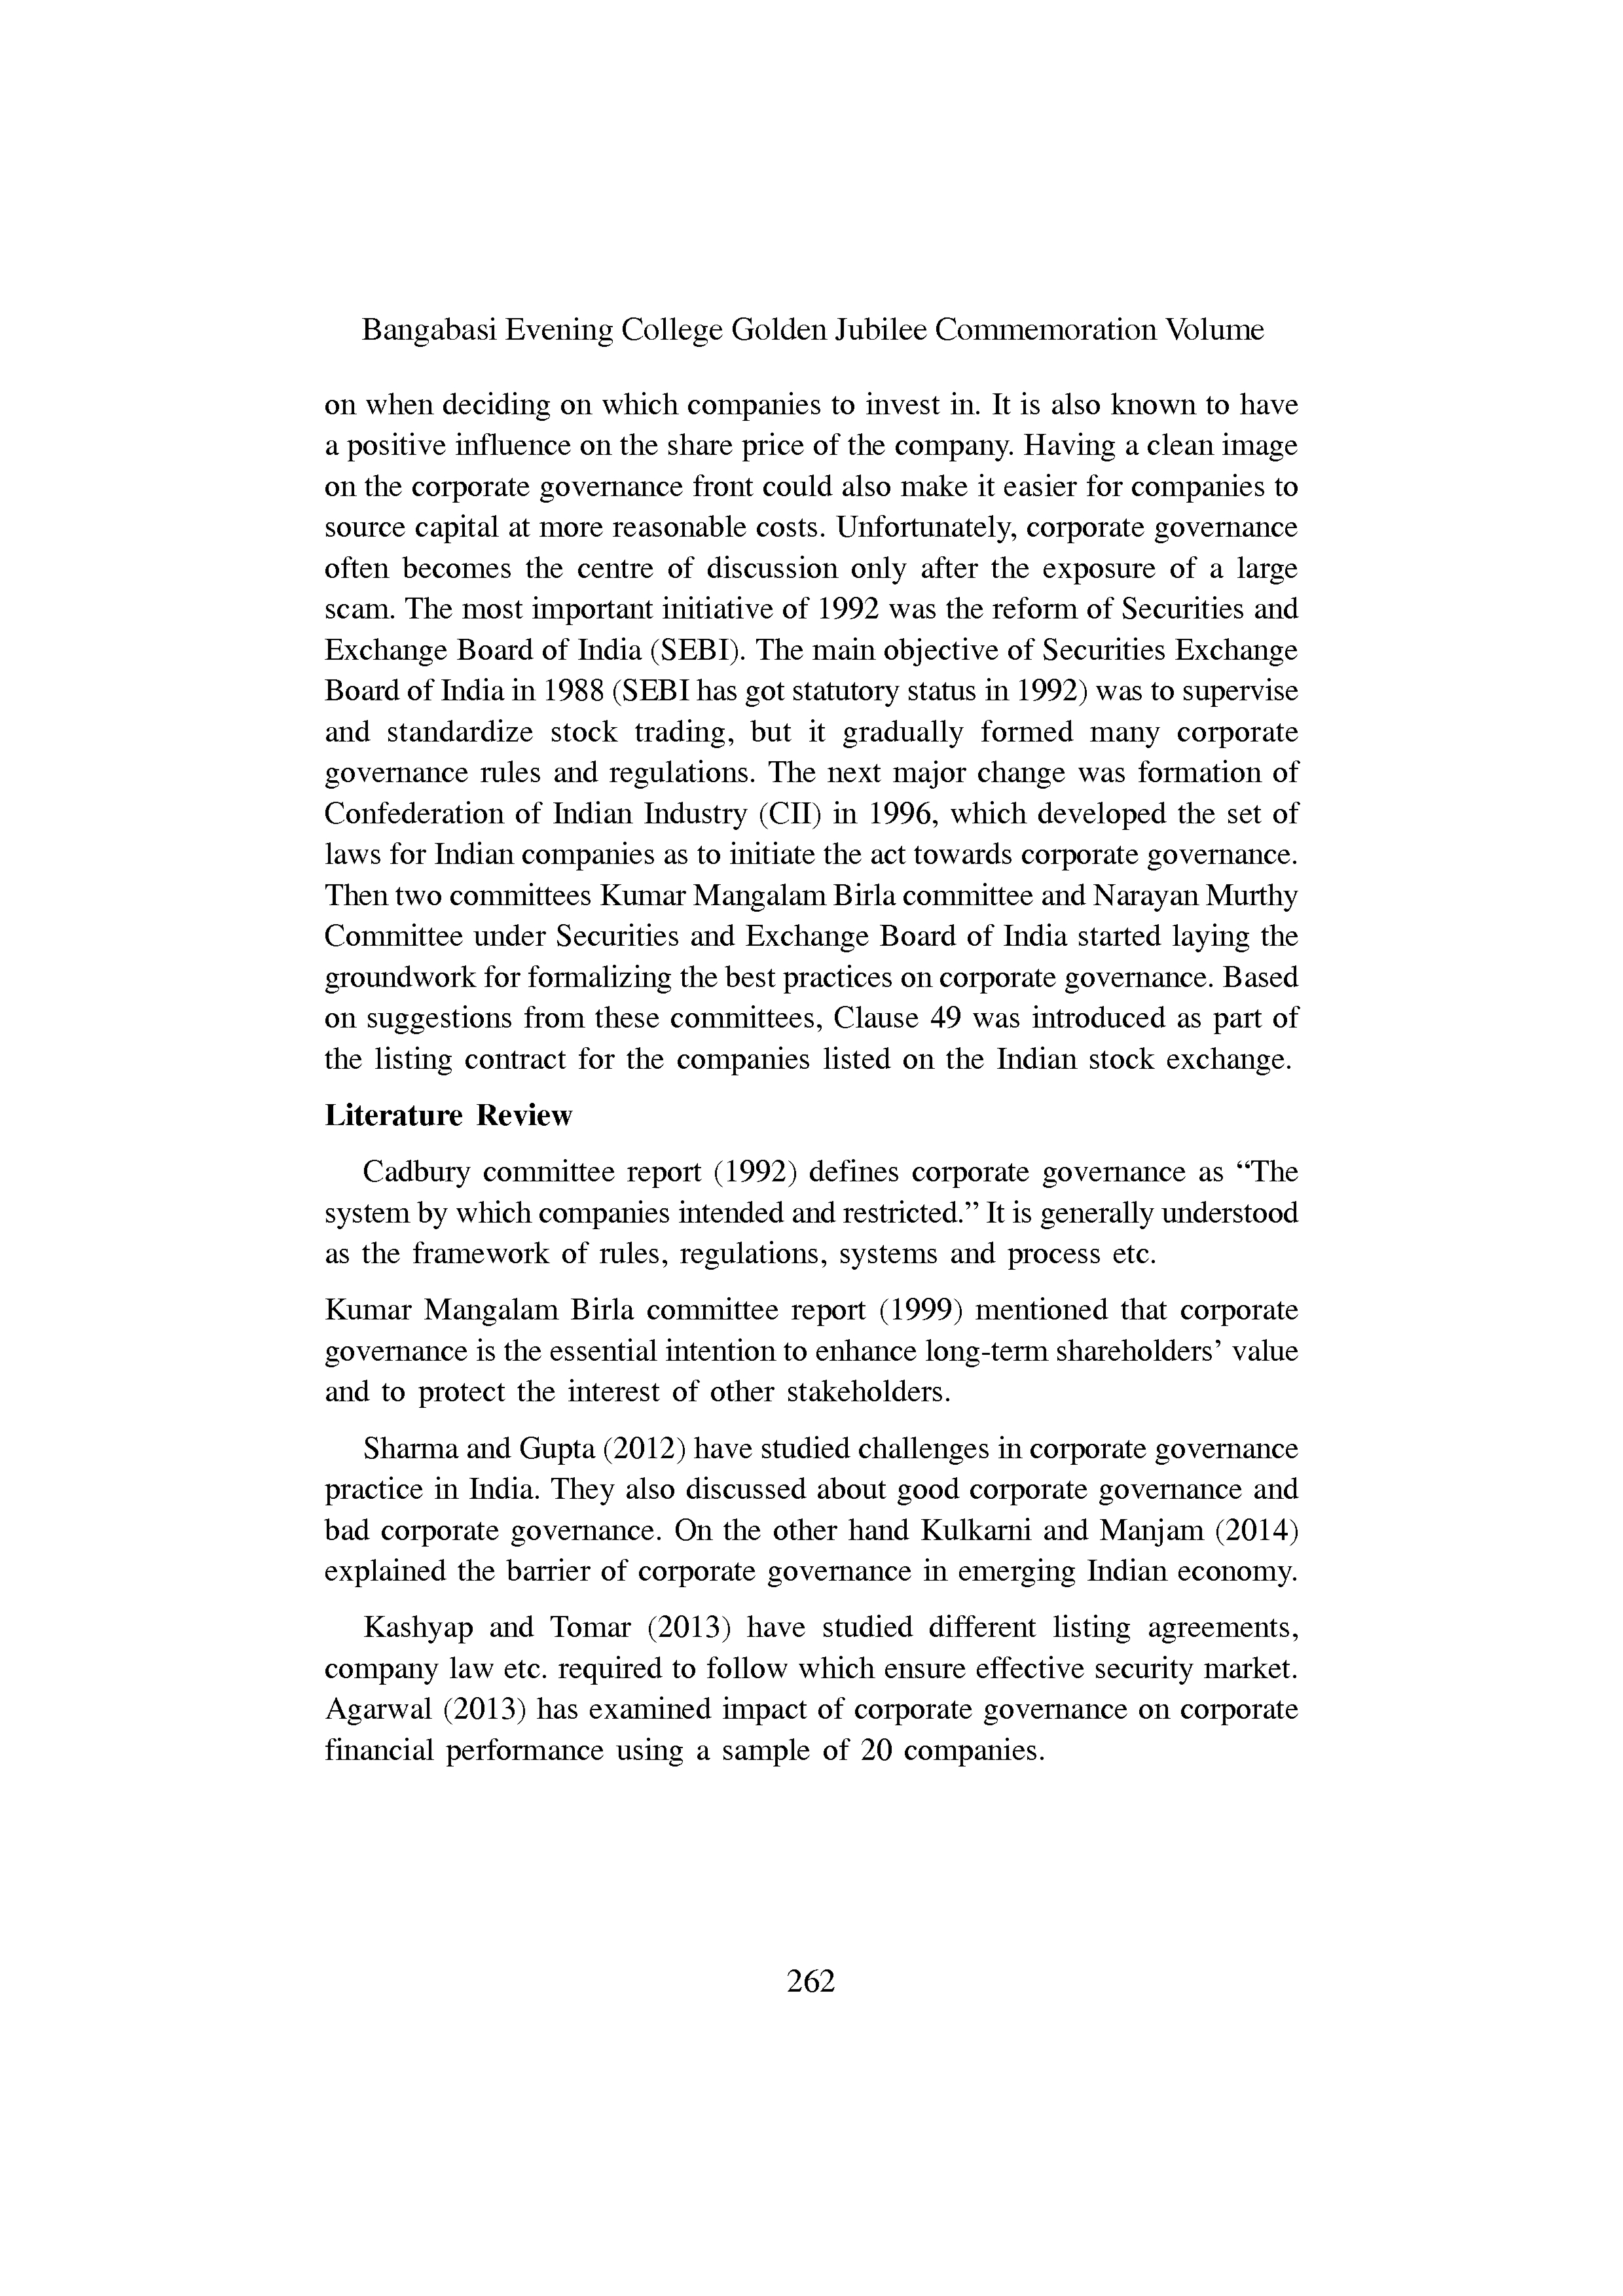 Bangabasi Evening College Golden Jubilee Commemoration Volume
on when deciding on which companies to invest in. It is also known to have
a positive influence on the share price of the company. Having a clean image
on the corporate governance front could also make it easier for companies to
source capital at more reasonable costs. Unfortunately, corporate governance
often becomes the centre of discussion only after the exposure of a large
scam. The most important initiative of 1992 was the reform of Securities and
Exchange Board of India (SEBI). The main objective of Securities Exchange
Board of India in 1988 (SEBI has got statutory status in 1992) was to supervise
and standardize stock trading, but it gradually formed many corporate
governance rules and regulations. The next major change was formation of
Confederation of Indian Industry (CII) in 1996, which developed the set of
laws for Indian companies as to initiate the act towards corporate governance.
Then two committees Kumar Mangalam Birla committee and Narayan Murthy
Committee under Securities and Exchange Board of India started laying the
groundwork for formalizing the best practices on corporate governance. Based
on suggestions from these committees, Clause 49 was introduced as part of
the listing contract for the companies listed on the Indian stock exchange.
Literature Review
Cadbury committee report (1992) defines corporate governance as “The
system by which companies intended and restricted.” It is generally understood
as the framework of rules, regulations, systems and process etc.
Kumar Mangalam Birla committee report (1999) mentioned that corporate
governance is the essential intention to enhance long-term shareholders’ value
and to protect the interest of other stakeholders.
Sharma and Gupta (2012) have studied challenges in corporate governance
practice in India. They also discussed about good corporate governance and
bad corporate governance. On the other hand Kulkarni and Manjam (2014)
explained the barrier of corporate governance in emerging Indian economy.
Kashyap and Tomar (2013) have studied different listing agreements,
company law etc. required to follow which ensure effective security market.
Agarwal (2013) has examined impact of corporate governance on corporate
financial performance using a sample of 20 companies.
262